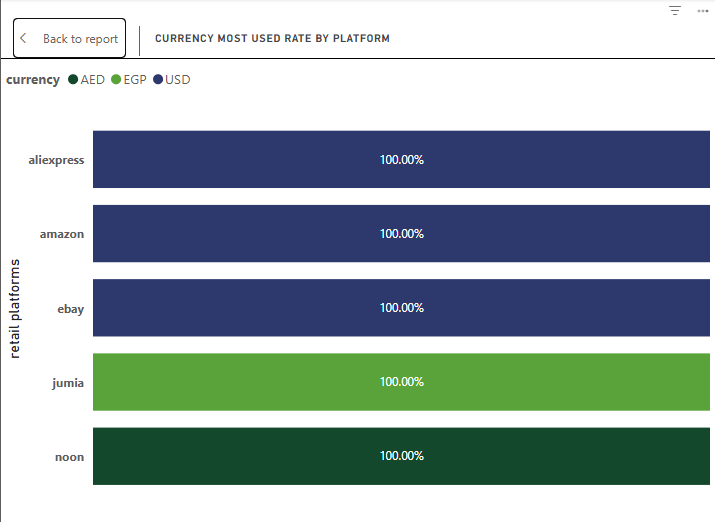 Back to report
CURRENCY MOST USED RATE BY PLATFORM
currency AED EGP USD
retail platforms
aliexpress 100.00%
amazon 100.00%
ebay 100.00%
jumia 100.00%
noon 100.00%